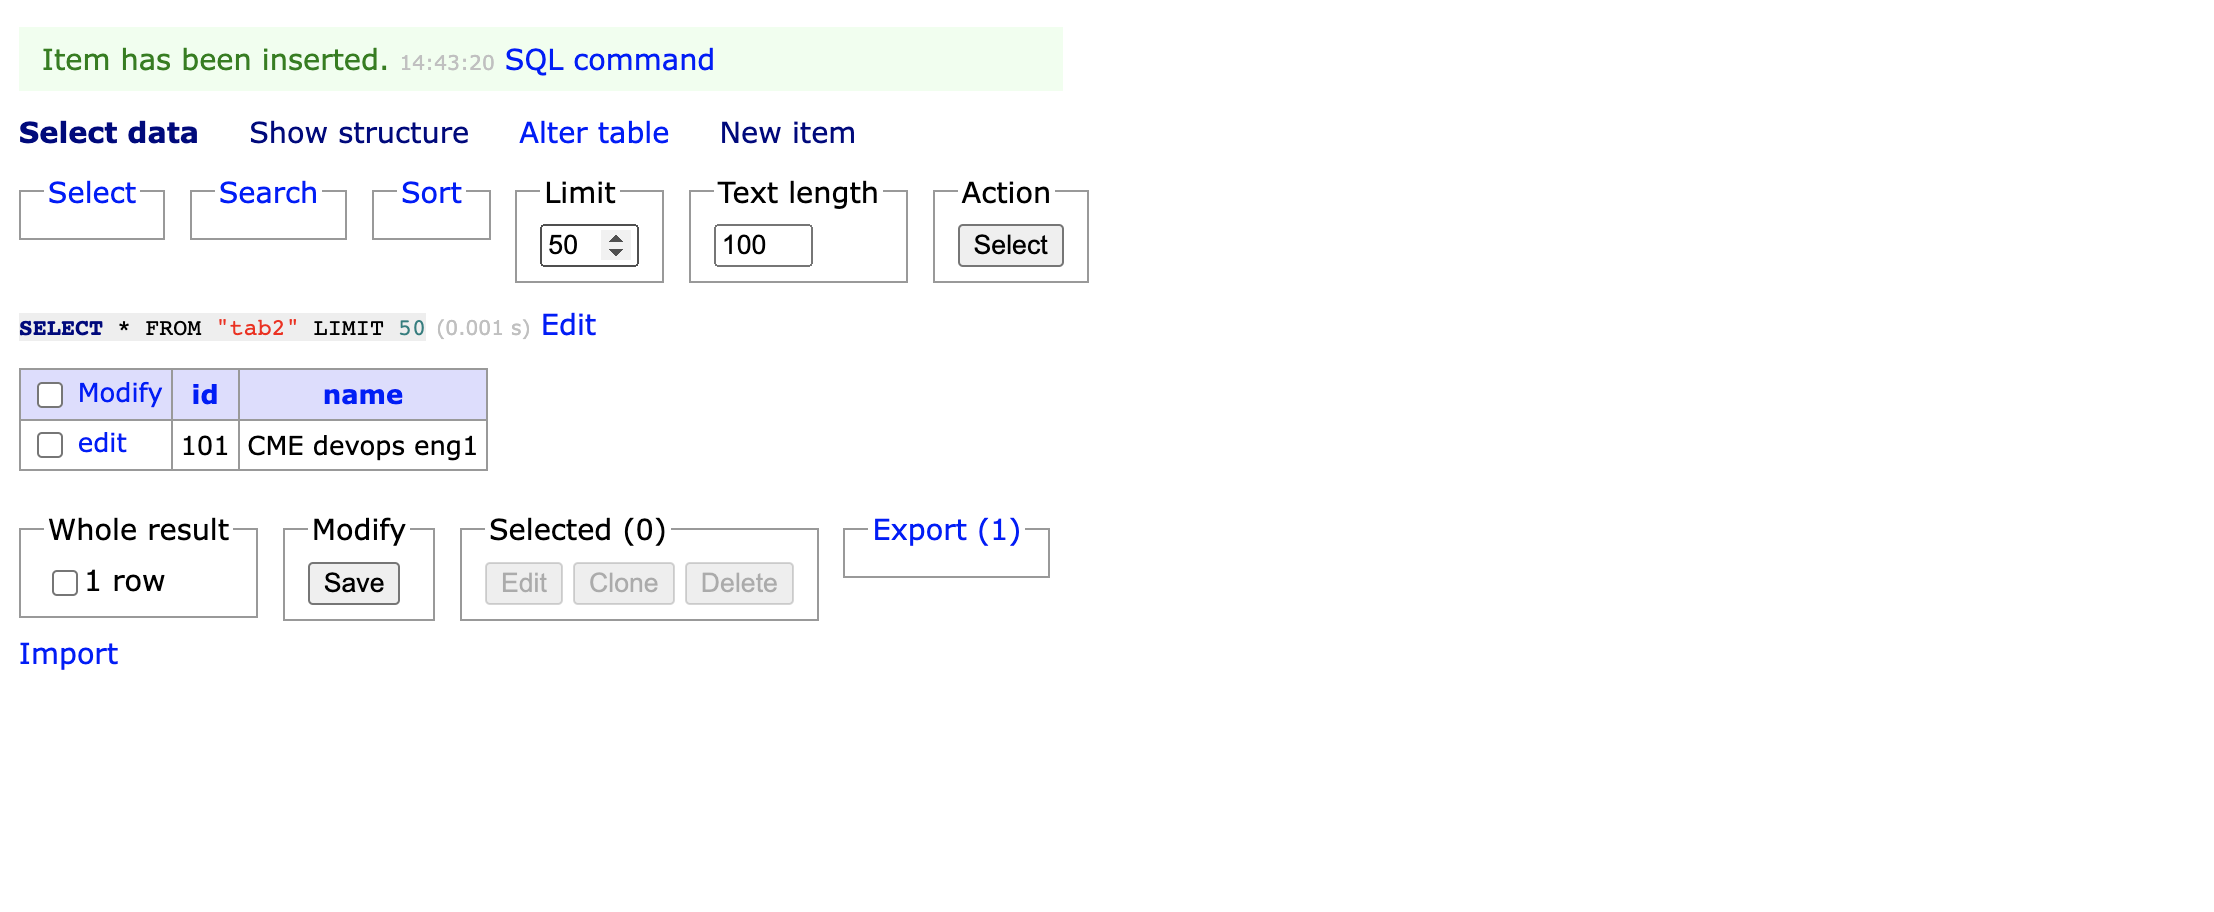 Item has been inserted. 14:43:20 SQL command
Select data Show structure Alter table New item
Select Search Sort Limit Text length Action
50 100 Select
SELECT * FROM "tab2" LIMIT 50 (0.001 s) Edit
Modify id name
edit 101 CME devops eng1
Whole result Modify Selected (0) Export (1)
1 row Save Edit Clone Delete
Import